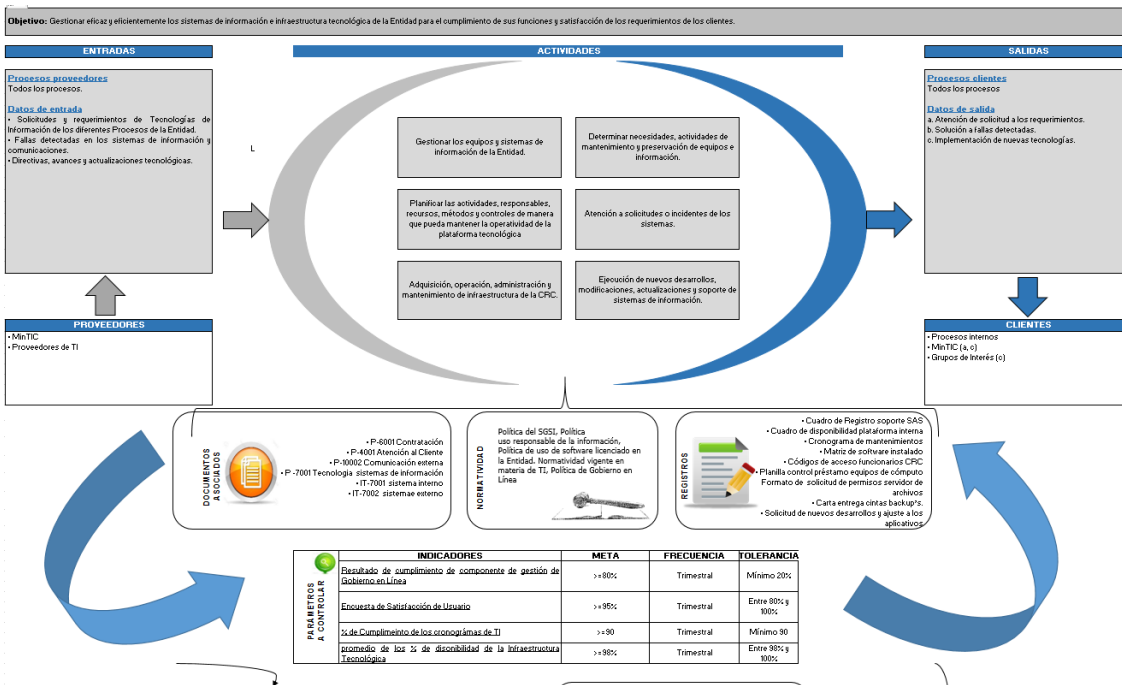 Objetivo: Gestionar eficaz y eficientemente los sistemas de información e infraestructura tecnológica de la Entidad para el cumplimiento de sus funciones y satisfacción de los requerimientos de los clientes.
ENTRADAS
Procesos proveedores
Todos los procesos.
Datos de entrada
• Solicitudes y requerimientos de Tecnologías de
Información de los diferentes Procesos de la Entidad.
• Fallas detectadas en los sistemas de información y
comunicaciones.
• Directivas, avances y actualizaciones tecnológicas.
PROVEEDORES
• MinTIC
• Proveedores de TI
L
ACTIVIDADES
Gestionar los equipos y sistemas de
información de la Entidad.
Determinar necesidades, actividades de
mantenimiento y preservación de equipos e
información.
Planificar las actividades, responsables,
recursos, métodos y controles de manera
que pueda mantener la operatividad de la
plataforma tecnológica
Atención a solicitudes o incidentes de los
sistemas.
Adquisición, operación, administración y
mantenimiento de infraestructura de la CRC.
Ejecución de nuevos desarrollos,
modificaciones, actualizaciones y soporte de
sistemas de información.
SALIDAS
Procesos clientes
Todos los procesos
Datos de salida
a. Atención de solicitud a los requerimientos.
b. Solución a fallas detectadas.
c. Implementación de nuevas tecnologías.
CLIENTES
• Procesos internos
• MinTIC (a, c)
• Grupos de Interés (c)
DOCUMENTOS
ASOCIADOS
• P-6001 Contratación
• P-4001 Atención al Cliente
• P-10002 Comunicación externa
• P -7001 Tecnología sistemas de información
• IT-7001 sistema interno
• IT-7002 sistemae externo
NORMATIVIDAD
Política del SGSI, Política
uso responsable de la información,
Política de uso de software licenciado en
la Entidad. Normatividad vigente en
materia de TI, Política de Gobierno en
Línea
REGISTROS
• Cuadro de Registro soporte SAS
• Cuadro de disponibilidad plataforma interna
• Cronograma de mantenimientos
• Matriz de software instalado
• Códigos de acceso funcionarios CRC
• Planilla control préstamo equipos de cómputo
Formato de solicitud de permisos servidor de
archivos
• Carta entrega cintas backup's.
• Solicitud de nuevos desarrollos y ajuste a los
aplicativos
PARAMETROS
A CONTROLAR
INDICADORES META FRECUENCIA TOLERANCIA
Resultado de cumplimiento de componente de gestión de
Gobierno en Línea
>=80% Trimestral Mínimo 20%
Encuesta de Satisfacción de Usuario >=95% Trimestral Entre 80% y
100%
% de Cumplimeinto de los cronográmas de TI >=90 Trimestral Mínimo 90
promedio de los % de disonibilidad de la Infraestructura
Tecnológica
>=98% Trimestral Entre 98% y
100%